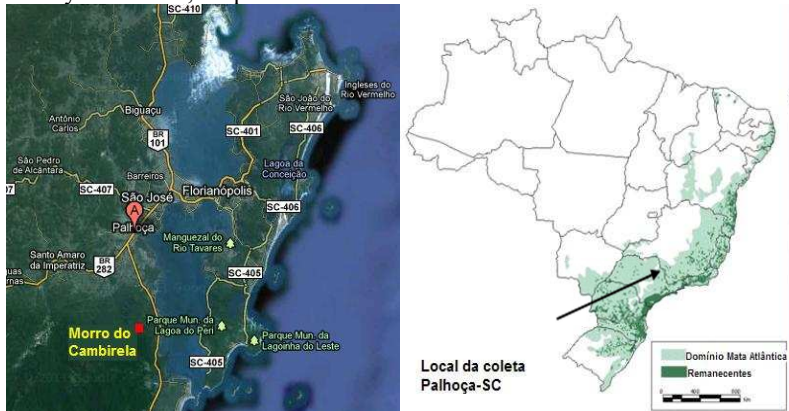 SC-410
Ingleses do
Rio Vermelho
São João do
Rio Vermelho
Biguaçu
Antônio
Carlos
BR
101
SC-401
SC-406
São Pedro
de Alcântara
Barreiros
Lagoa da
Conceição
SC-407
São José
Florianópolis
SC-406
A
Palhoça
Manguezal do
Rio Tavares
Santo Amaro
da Imperatriz
BR
282
SC-405
Morro do
Cambirela
Parque Mun. da
Lagoa do Peri
Parque Mun. da
Lagoinha do Leste
SC-405
Local da coleta
Palhoça-SC
Domínio Mata Atlântica
Remanecentes